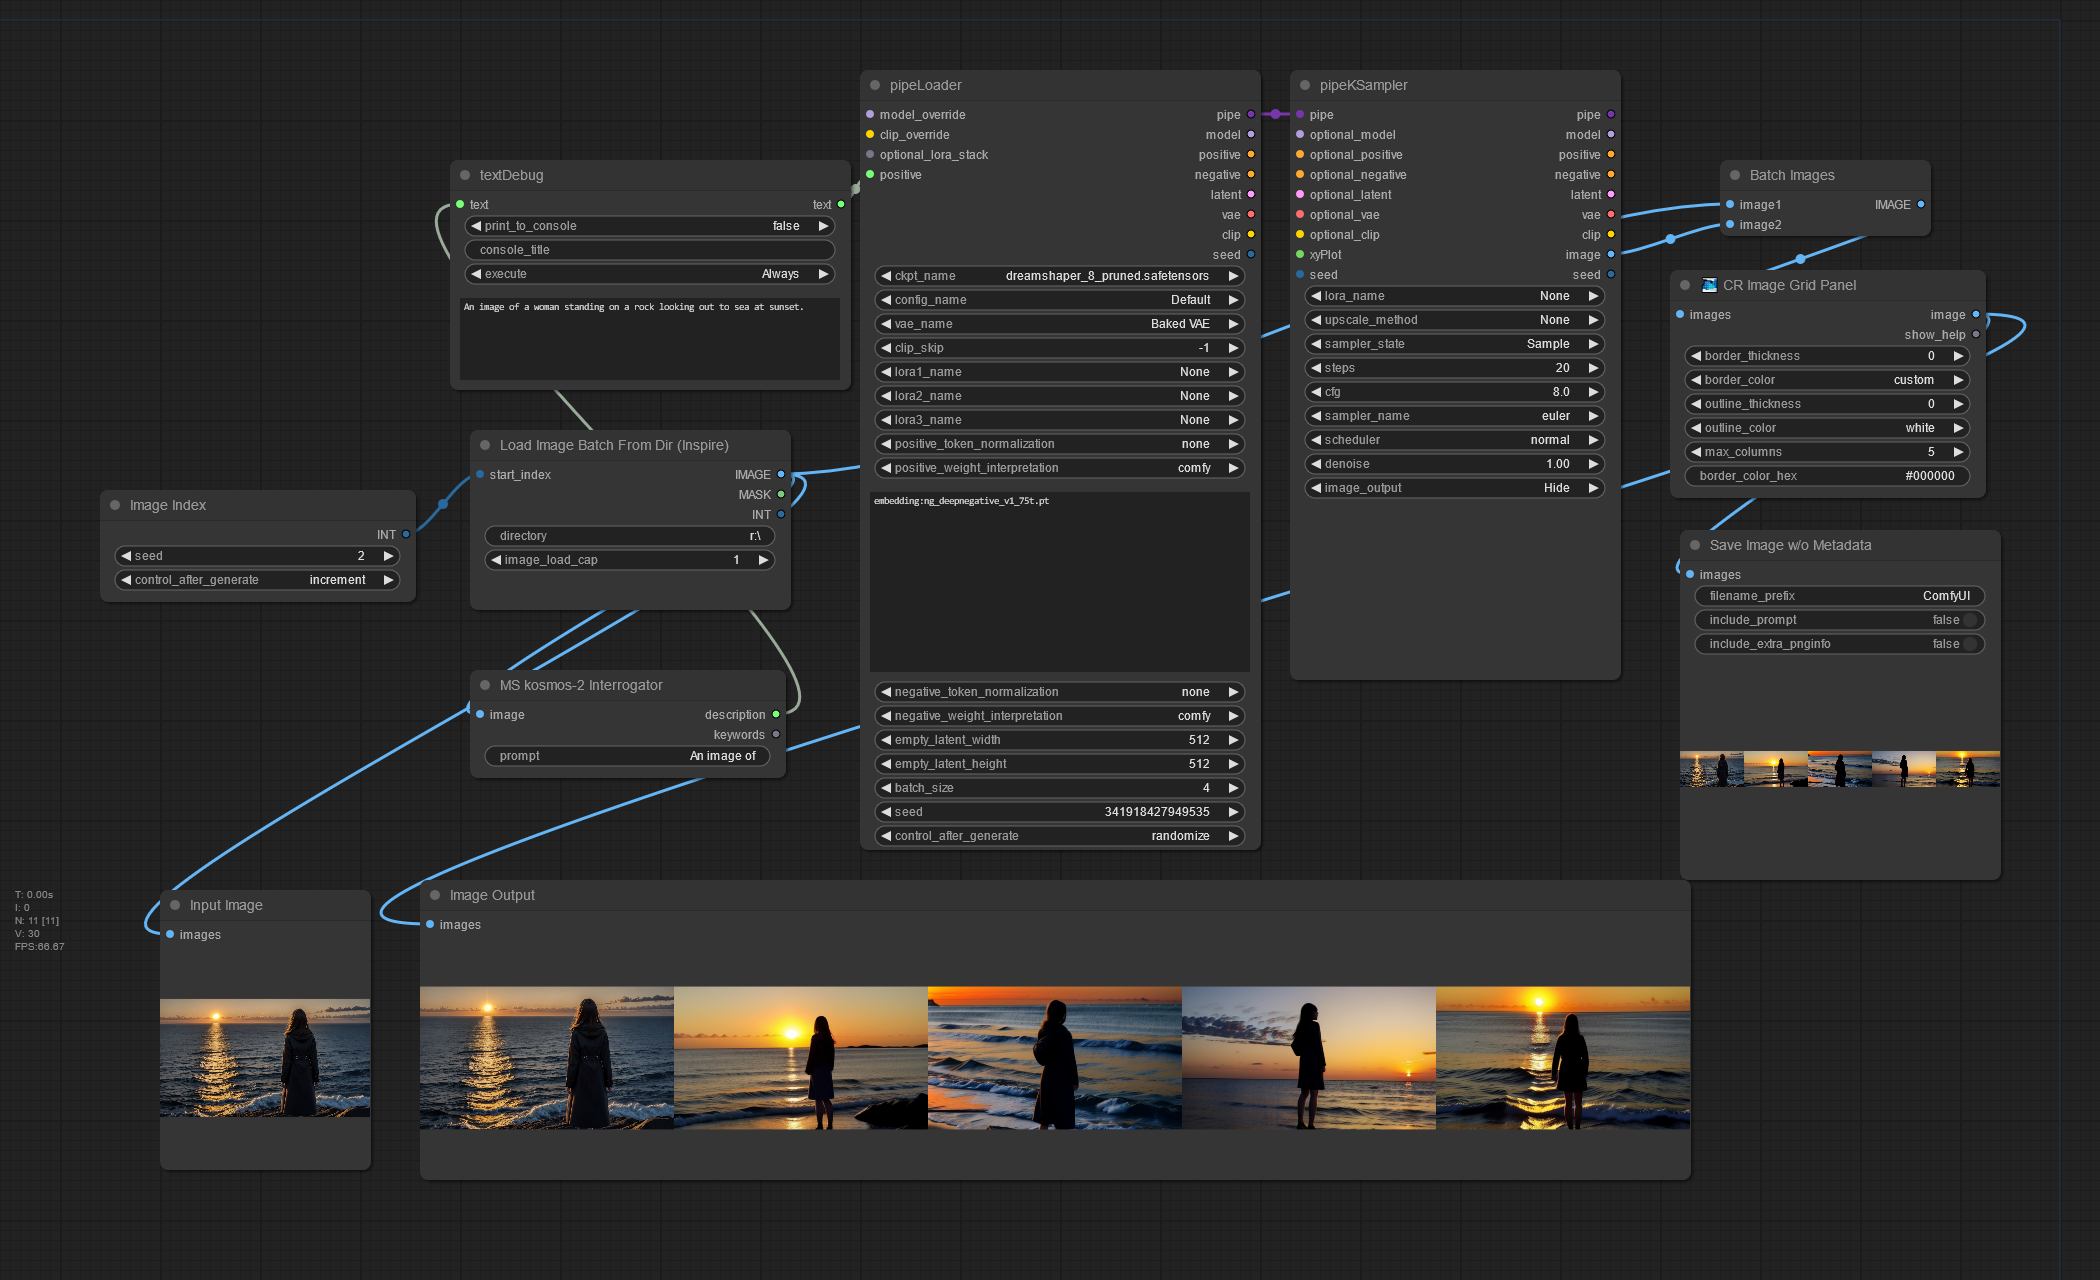 pipeLoader
model_override pipe
clip_override model
optional_lora_stack positive
positive negative
latent
vae
clip
seed
ckpt_name dreamshaper_8_pruned.safetensors
config_name Default
vae_name Baked VAE
clip_skip -1
lora1_name None
lora2_name None
lora3_name None
positive_token_normalization none
positive_weight_interpretation comfy
embedding:ng_deepnegative_v1_75t.pt
negative_token_normalization none
negative_weight_interpretation comfy
empty_latent_width 512
empty_latent_height 512
batch_size 4
seed 341918427949535
control_after_generate randomize
pipeKSampler
pipe pipe
optional_model model
optional_positive positive
optional_negative negative
optional_latent latent
optional_vae vae
optional_clip clip
xyPlot image
seed seed
lora_name None
upscale_method None
sampler_state Sample
steps 20
cfg 8.0
sampler_name euler
scheduler normal
denoise 1.00
image_output Hide
textDebug
text text
print_to_console false
console_title
execute Always
An image of a woman standing on a rock looking out to sea at sunset.
Batch Images
image1 IMAGE
image2
CR Image Grid Panel
images image
show_help
border_thickness 0
border_color custom
outline_thickness 0
outline_color white
max_columns 5
border_color_hex #000000
Load Image Batch From Dir (Inspire)
start_index IMAGE
MASK
INT
directory r:\
image_load_cap 1
Image Index
INT
seed 2
control_after_generate increment
Save Image w/o Metadata
images
filename_prefix ComfyUI
include_prompt false
include_extra_pnginfo false
MS kosmos-2 Interrogator
image description
keywords
prompt An image of
T: 0.00s
I: 0
N: 11 [11]
V: 30
FPS:66.67
Input Image
images
Image Output
images